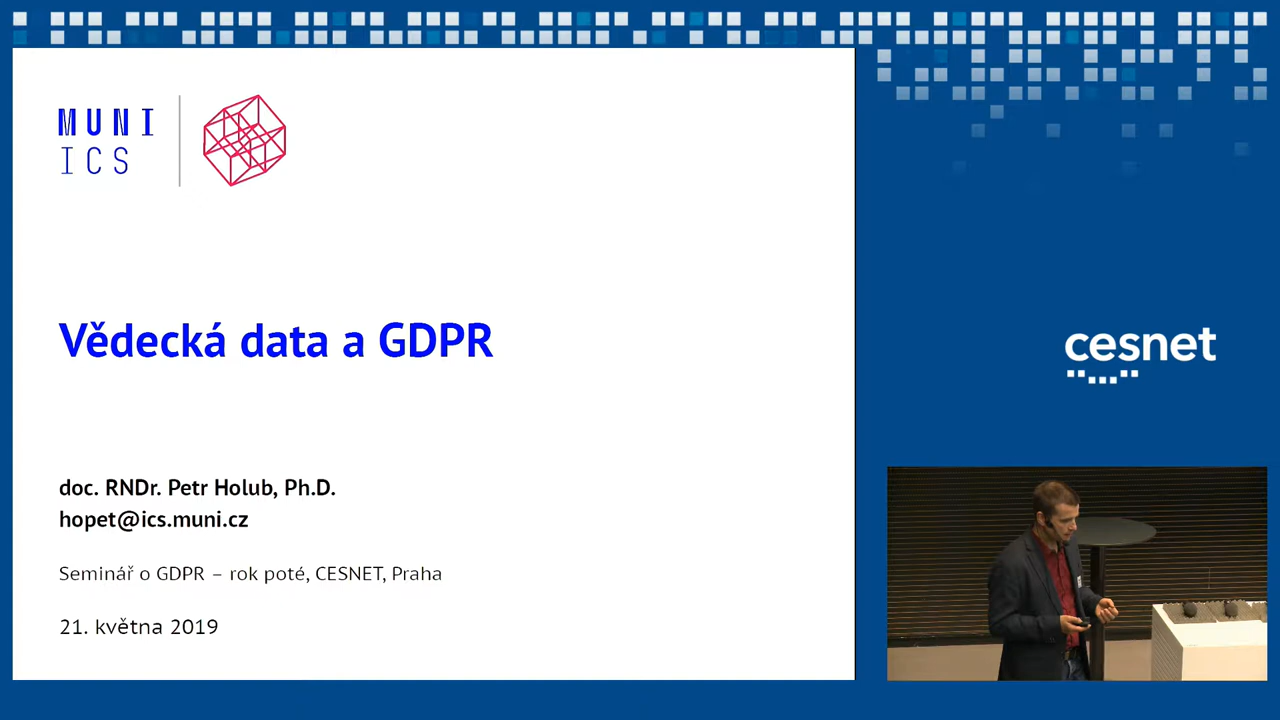 MUNI
ICS
Vědecká data a GDPR
doc. RNDr. Petr Holub, Ph.D.
hopet@ics.muni.cz
Seminář o GDPR – rok poté, CESNET, Praha
21. května 2019
cesnet